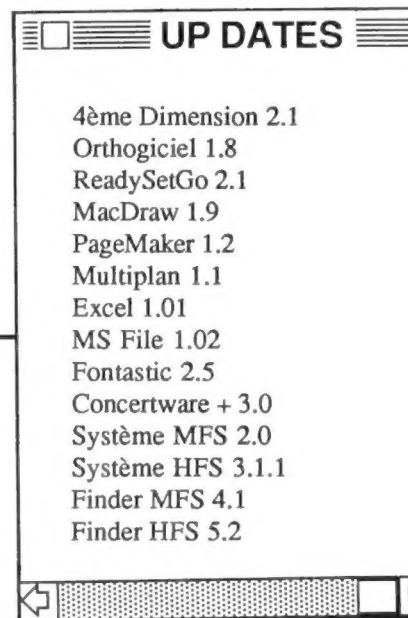 UP DATES
4ème Dimension 2.1
Orthogiciel 1.8
ReadySetGo 2.1
MacDraw 1.9
PageMaker 1.2
Multiplan 1.1
Excel 1.01
MS File 1.02
Fontastic 2.5
Concertware + 3.0
Système MFS 2.0
Système HFS 3.1.1
Finder MFS 4.1
Finder HFS 5.2